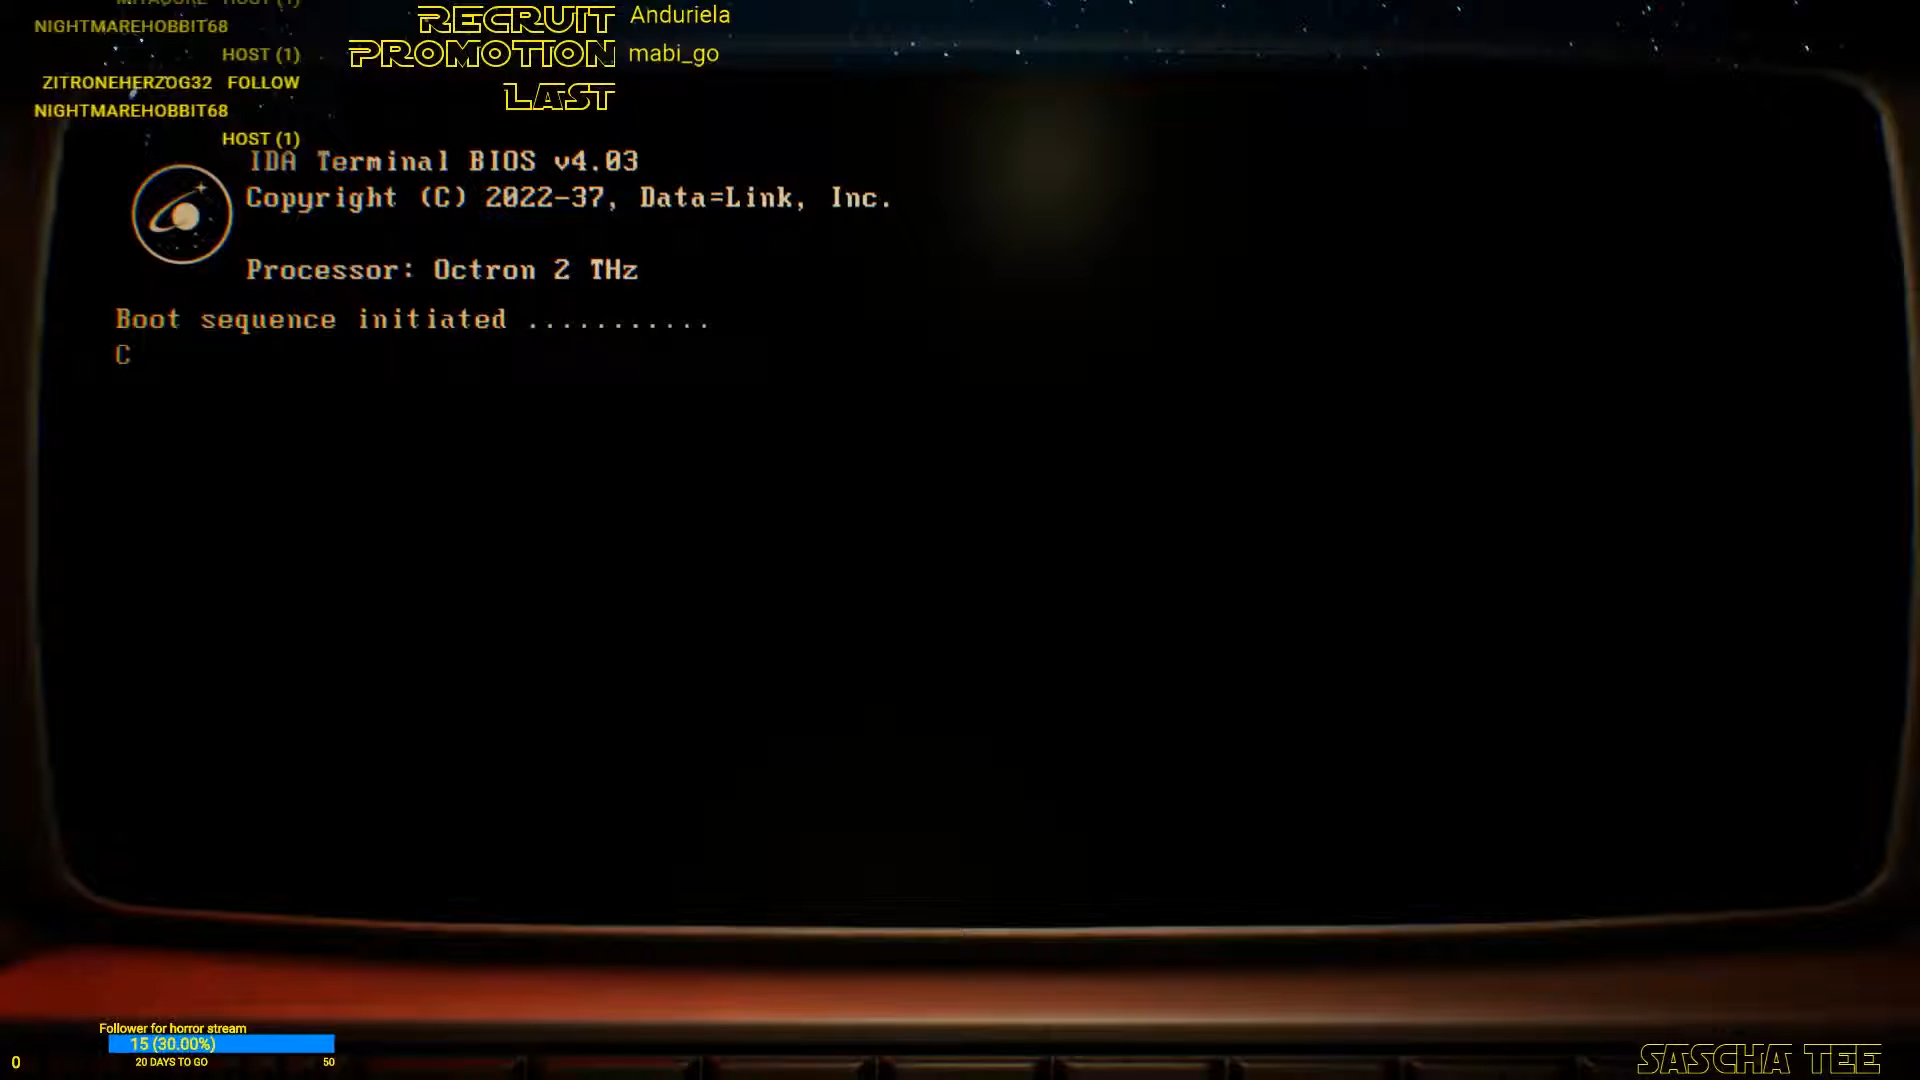 NIGHTMAREHOBBIT68
HOST (1)
ZITRONEHERZOG32 FOLLOW
NIGHTMAREHOBBIT68
HOST (1)
RECRUIT Anduriela
PROMOTION mabi_go
LAST
IDA Terminal BIOS v4.03
Copyright (C) 2022-37, Data=Link, Inc.
Processor: Octron 2 THz
Boot sequence initiated ...........
C
Follower for horror stream
15 (30.00%)
0 20 DAYS TO GO 50
SASCHA TEE